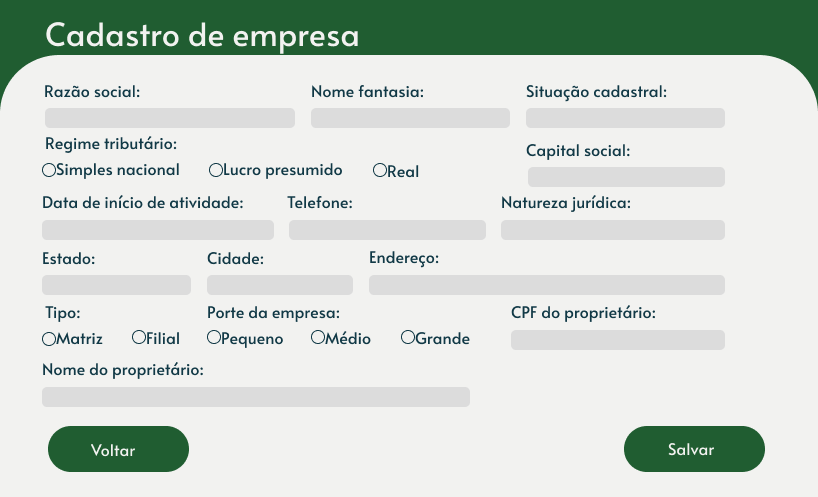 Cadastro de empresa
Razão social: Nome fantasia: Situação cadastral:
Regime tributário:
Capital social:
Simples nacional Lucro presumido Real
Data de início de atividade: Telefone: Natureza jurídica:
Estado: Cidade: Endereço:
Tipo: Porte da empresa: CPF do proprietário:
Matriz Filial Pequeno Médio Grande
Nome do proprietário:
Voltar Salvar